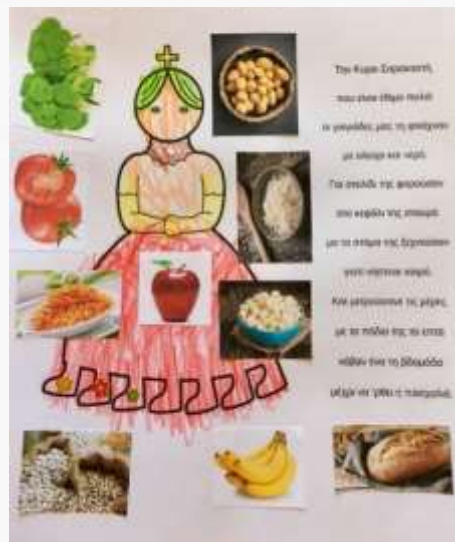 Την Κυρα Σαρακοστή,
που είναι έθιμο παλιό
οι γιαγιάδες μας τη φτιάχναν
με αλεύρι και νερό.
Για στολίδι της φορούσαν
στο κεφάλι της σταυρό
μα το στόμα της ξεχνούσαν
γιατί νήστευε καιρό.
Και μετρούσανε τις μέρες
με τα πόδια της τα επτά
κόβαν ένα τη βδομάδα
μέχρι να 'ρθει η πασχαλιά.